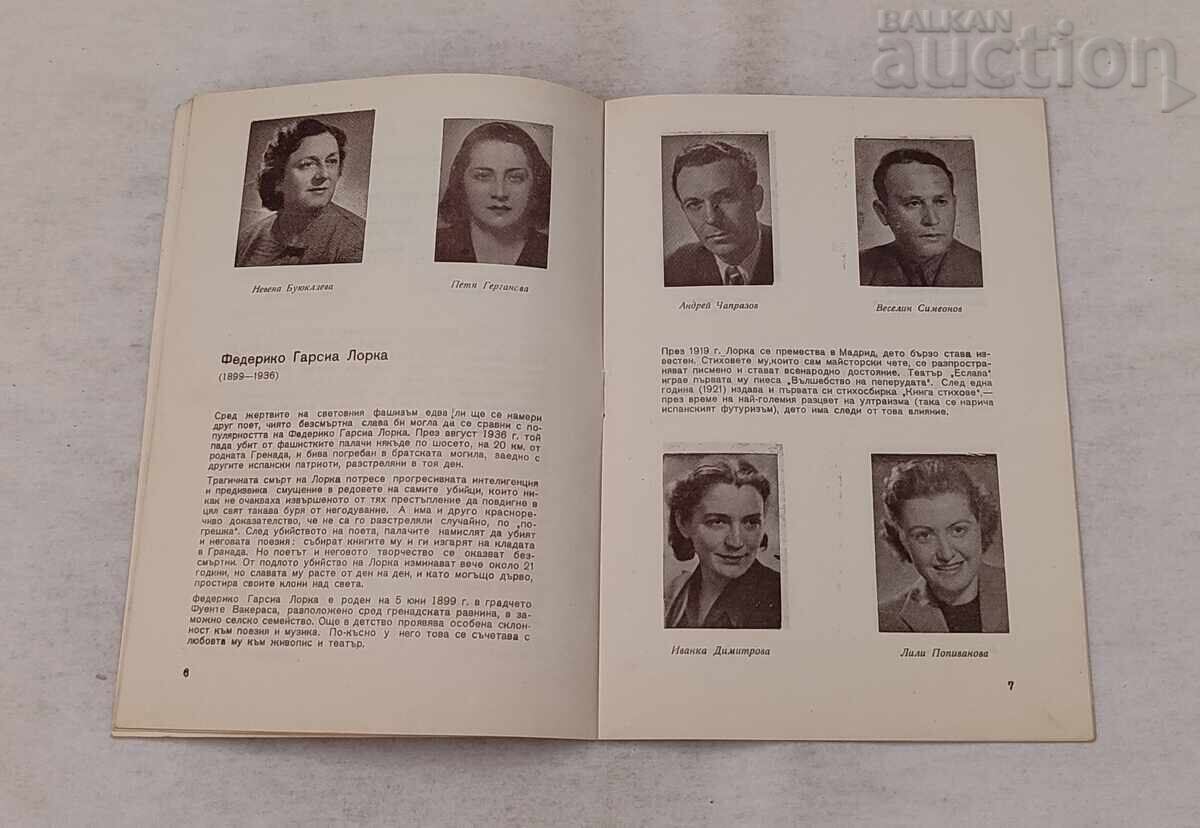 BALKAN
auction
Невена Буюклиева
Петя Герганова
Федерико Гарсиа Лорка
(1899—1936)
Сред жертвите на световния фашизъм едва ли ще се намери
друг поет, чиято безсмъртна слава би могла да се сравни с по-
пулярността на Федерико Гарсиа Лорка. През август 1936 г. той
пада убит от фашистките палачи някъде по шосето, на 20 км. от
родната Гренада, и бива погребан в братската могила, заедно с
другите испански патриоти, разстреляни в тоя ден.
Трагичната смърт на Лорка потресе прогресивната интелигенция
и предизвика смущение в редовете на самите убийци, които ни-
как не очакваха извършеното от тях престъпление да повдигне в
цял свят такава буря от негодувание. А има и друго красноре-
чиво доказателство, че не са го разстреляли случайно, по „по-
грешка“. След убийството на поета, палачите намислят да убият
и неговата поезия: събират книгите му и ги изгарят на кладата
в Гранада. Но поетът и неговото творчество се оказват без-
смъртни. От подлото убийство на Лорка изминават вече около 21
години, но славата му расте от ден на ден, и като могъщо дърво,
простира своите клони над света.
Федерико Гарсиа Лорка е роден на 5 юни 1899 г. в градчето
Фуенте Вакераса, разположено сред гренадската равнина, в за-
можно селско семейство. Още в детство проявява особена склон-
ност към поезия и музика. По-късно у него това се съчетава с
любовта му към живопис и театър.
6
Андрей Чапразов
Веселин Симеонов
През 1919 г. Лорка се премества в Мадрид, дето бързо става из-
вестен. Стиховете му,които сам майсторски чете, се разпростра-
няват писмено и стават всенародно достояние. Театър „Еслава“
играе първата му пиеса „Вълшебство на пеперудата“. След една
година (1921) издава и първата си стихосбирка „Книга стихове“,—
през време на най-големия разцвет на ултраизма (така се нарича
испанският футуризъм), дето има следи от това влияние.
Иванка Димитрова
Лили Попиванова
7